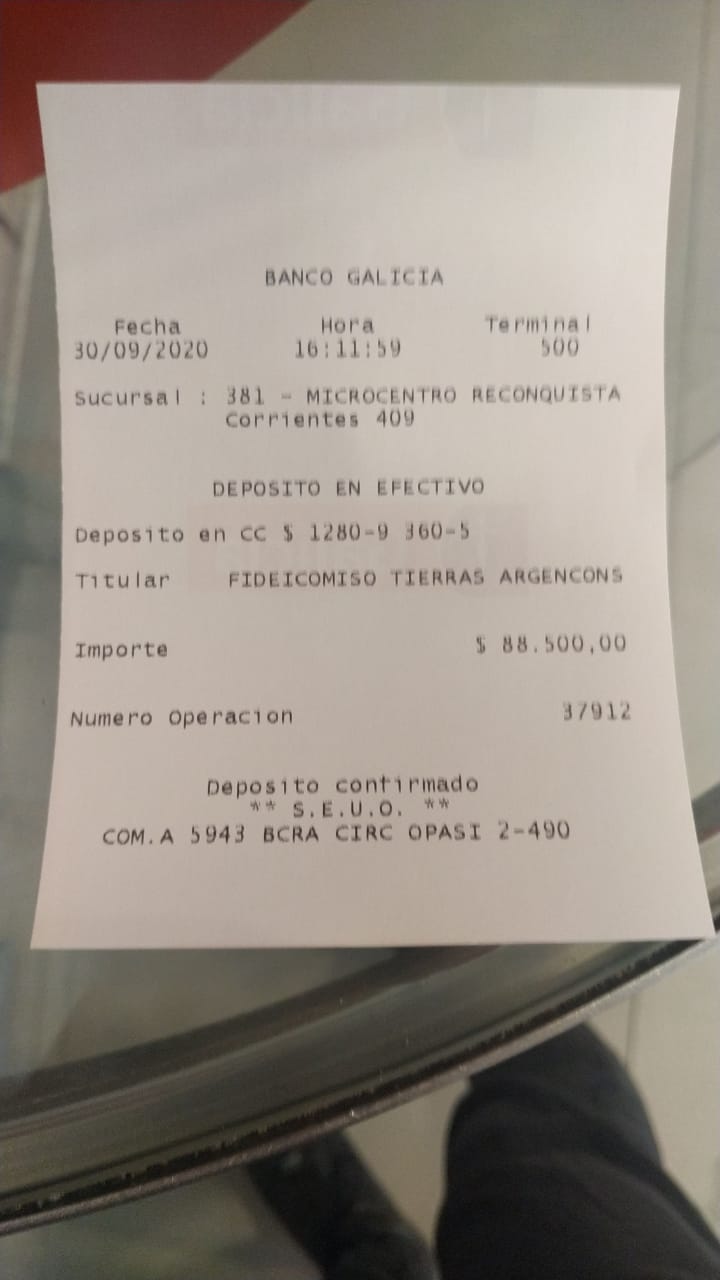 BANCO GALICIA
Fecha Hora Terminal
30/09/2020 16:11:59 500
Sucursal : 381 - MICROCENTRO RECONQUISTA
Corrientes 409
DEPOSITO EN EFECTIVO
Deposito en CC $ 1280-9 360-5
Titular FIDEICOMISO TIERRAS ARGENCONS
Importe $ 88.500,00
Numero Operacion 37912
Deposito confirmado
** S.E.U.O. **
COM.A 5943 BCRA CIRC OPASI 2-490